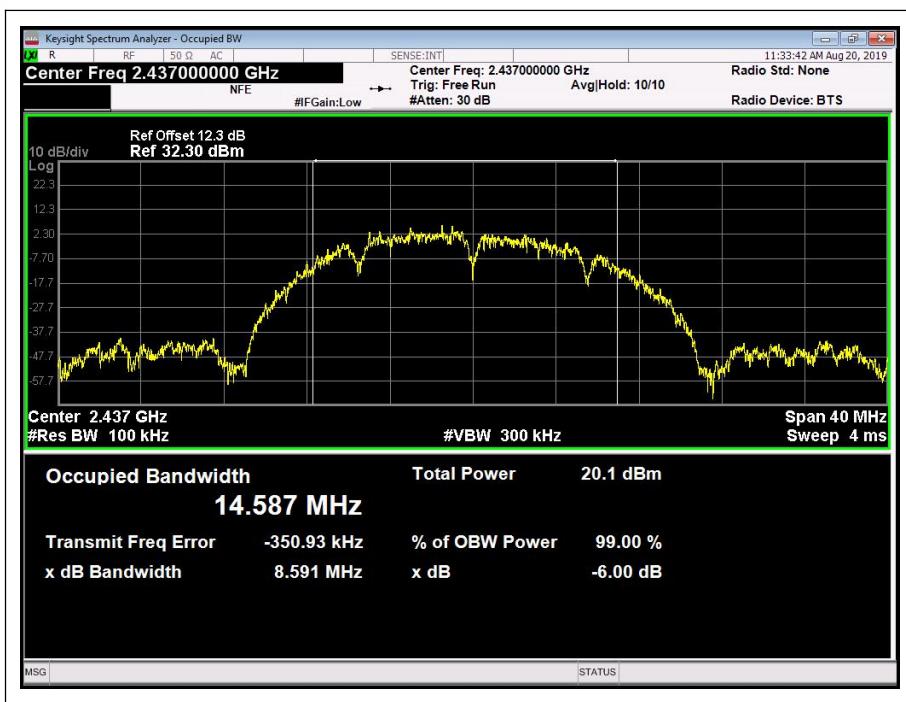 Keysight Spectrum Analyzer - Occupied BW
R RF 50 Ω AC SENSE:INT 11:33:42 AM Aug 20, 2019
Center Freq 2.437000000 GHz Center Freq: 2.437000000 GHz Radio Std: None
NFE Trig: Free Run Avg|Hold: 10/10
#IFGain:Low #Atten: 30 dB Radio Device: BTS
Ref Offset 12.3 dB
10 dB/div Ref 32.30 dBm
Log
22.3
12.3
2.30
-7.70
-17.7
-27.7
-37.7
-47.7
-57.7
Center 2.437 GHz Span 40 MHz
#Res BW 100 kHz #VBW 300 kHz Sweep 4 ms
Occupied Bandwidth Total Power 20.1 dBm
14.587 MHz
Transmit Freq Error -350.93 kHz % of OBW Power 99.00 %
x dB Bandwidth 8.591 MHz x dB -6.00 dB
MSG STATUS